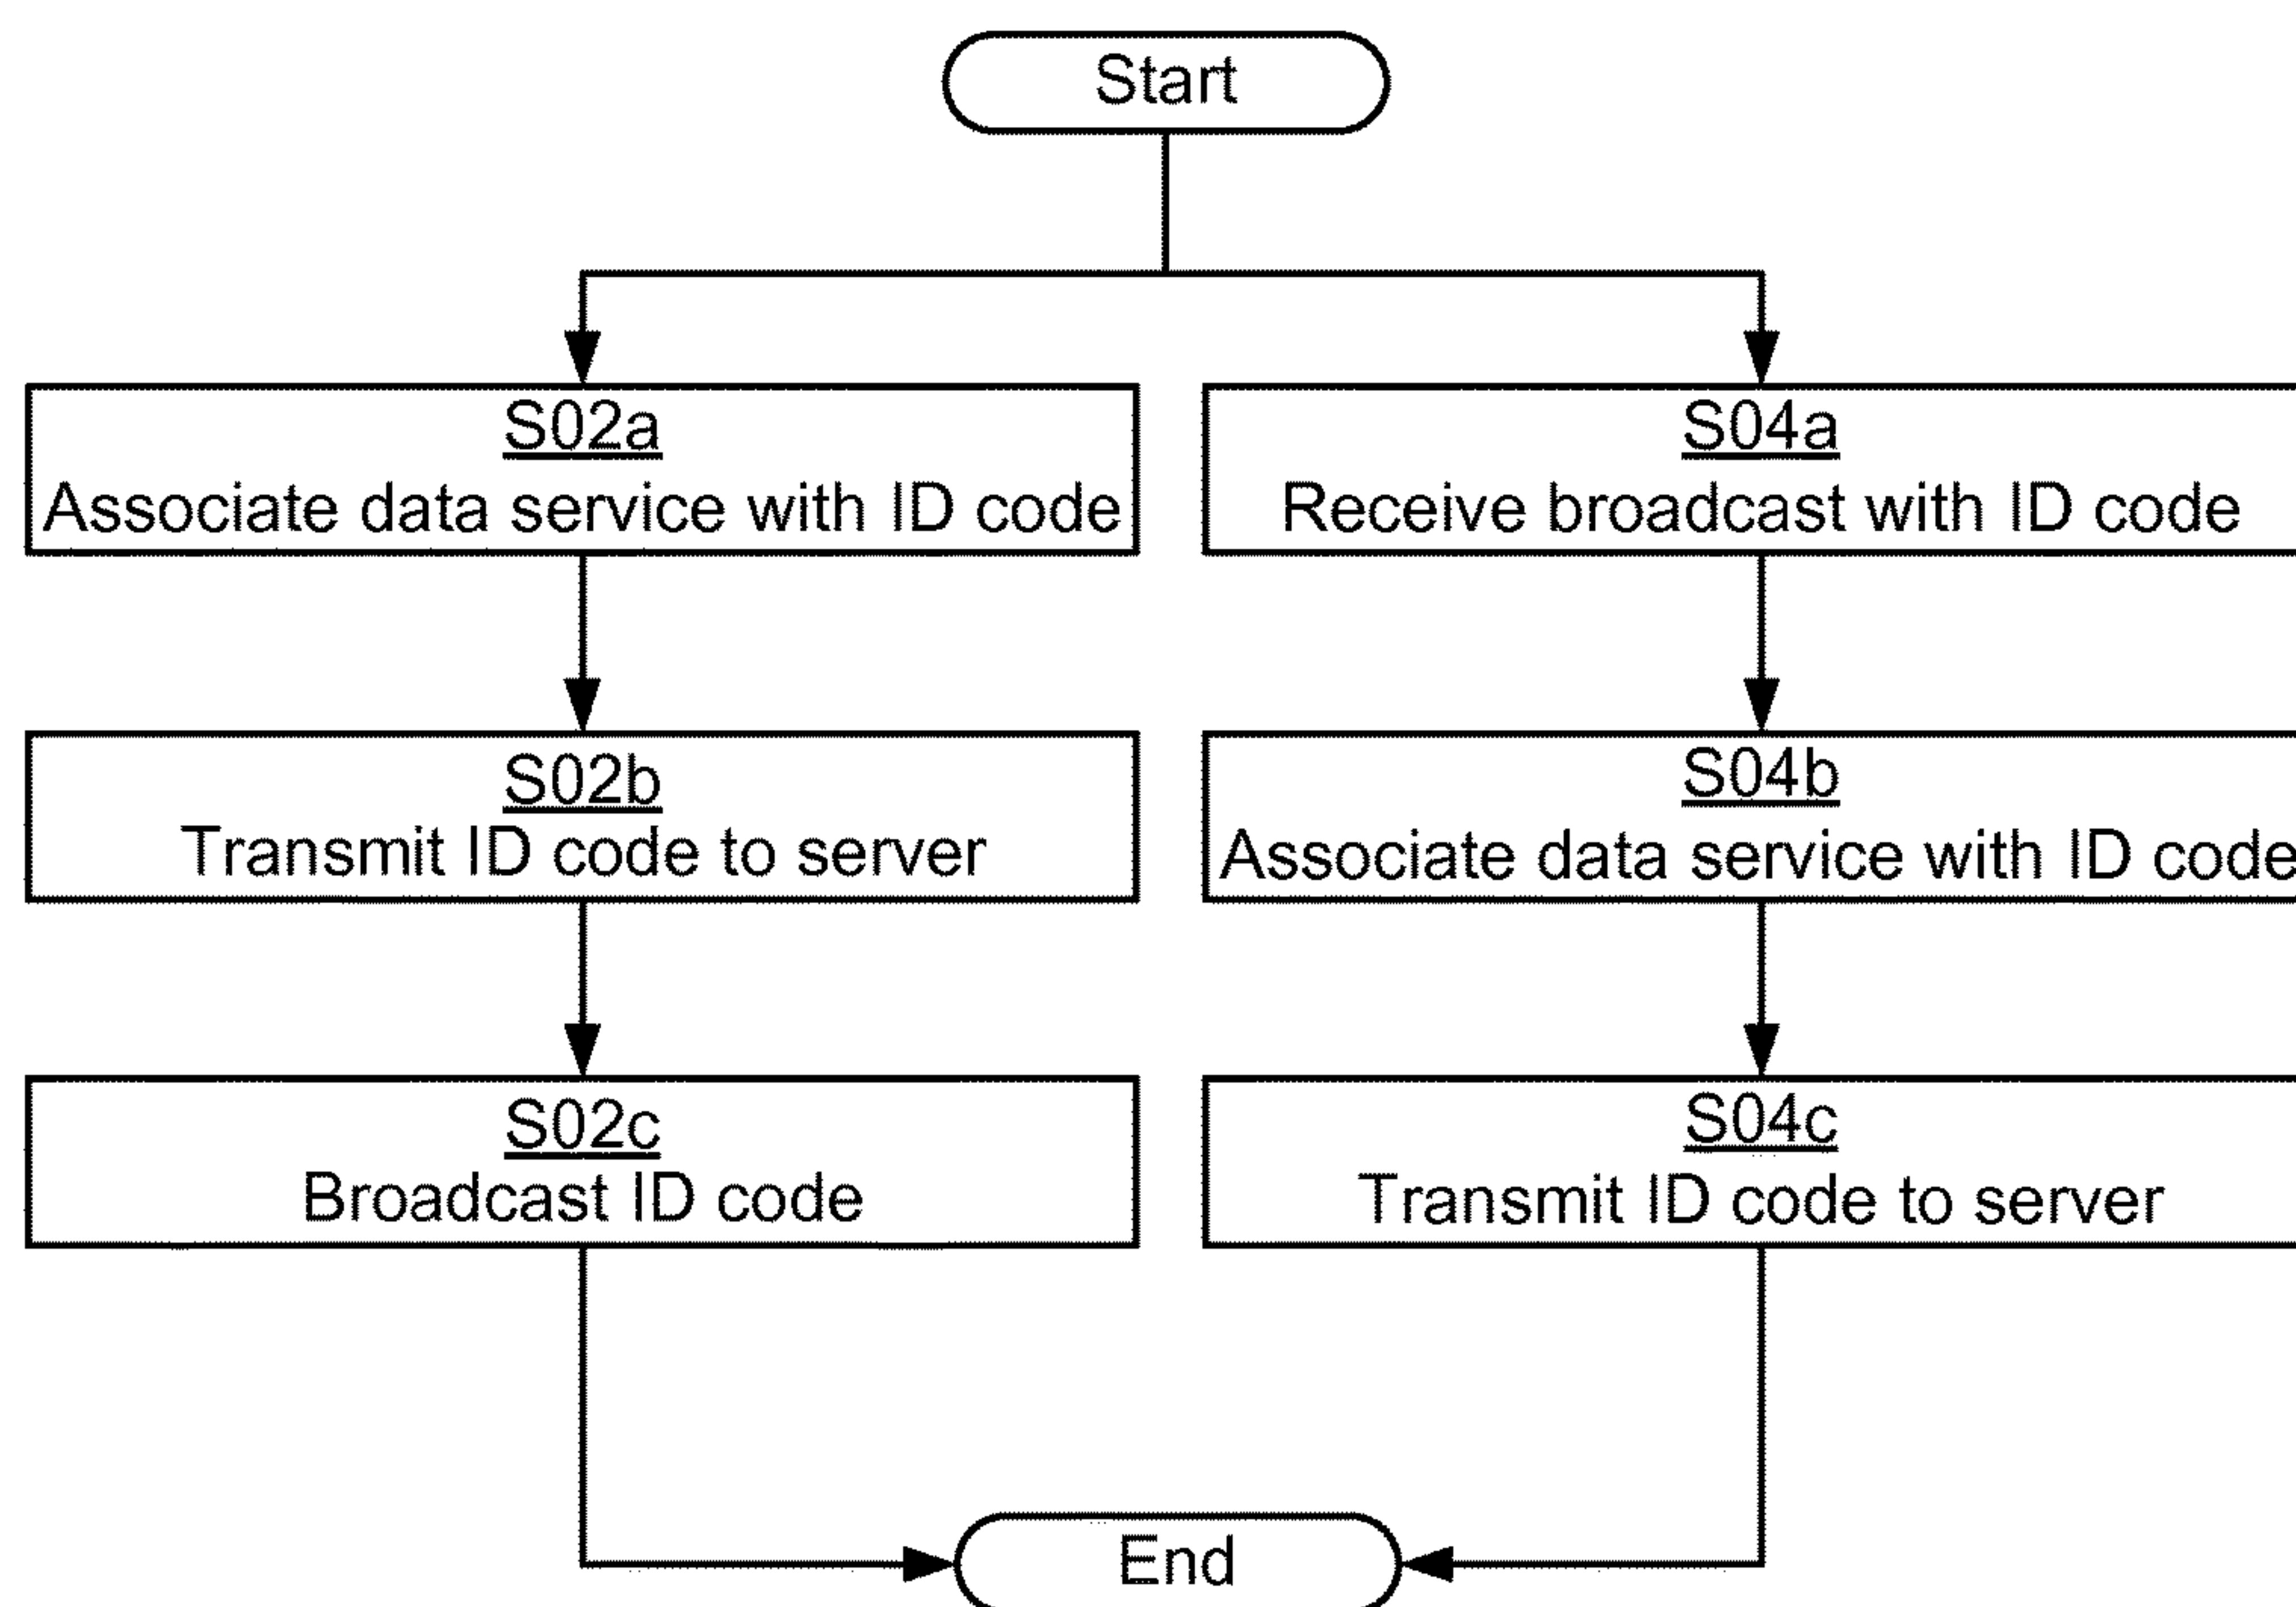 Start
S02a
Associate data service with ID code
S04a
Receive broadcast with ID code
S02b
Transmit ID code to server
S04b
Associate data service with ID code
S02c
Broadcast ID code
S04c
Transmit ID code to server
End